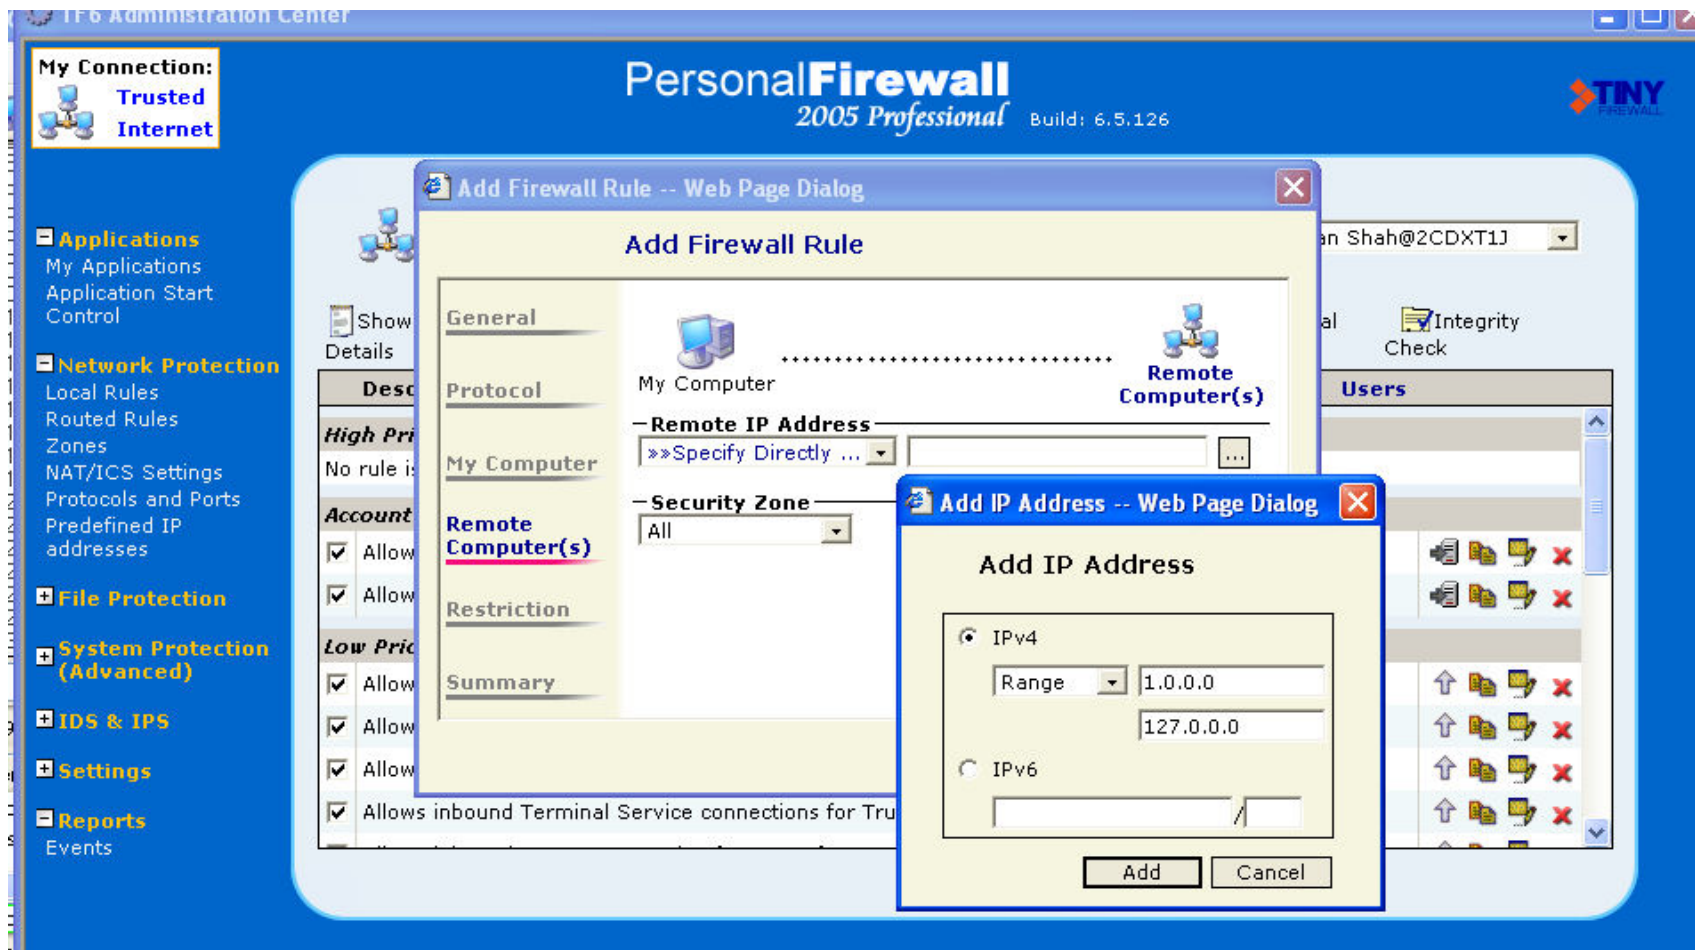 TF6 Administration Center
My Connection:
Trusted
Internet
PersonalFirewall
2005 Professional Build: 6.5.126
TINY
FIREWALL
Applications
My Applications
Application Start
Control
Network Protection
Local Rules
Routed Rules
Zones
NAT/ICS Settings
Protocols and Ports
Predefined IP
addresses
File Protection
System Protection
(Advanced)
IDS & IPS
Settings
Reports
Events
an Shah@2CDXT1J
Show
Details
al
Integrity
Check
Desc
Users
High Pri
No rule is
Account
Allow
Allow
Low Prio
Allow
Allow
Allow
Allows inbound Terminal Service connections for Tru
Add Firewall Rule -- Web Page Dialog
Add Firewall Rule
General
Protocol
My Computer
Remote
Computer(s)
Restriction
Summary
My Computer
Remote
Computer(s)
Remote IP Address
»»Specify Directly ...
...
Security Zone
All
Add IP Address -- Web Page Dialog
Add IP Address
IPv4
Range 1.0.0.0
127.0.0.0
IPv6
/
Add Cancel